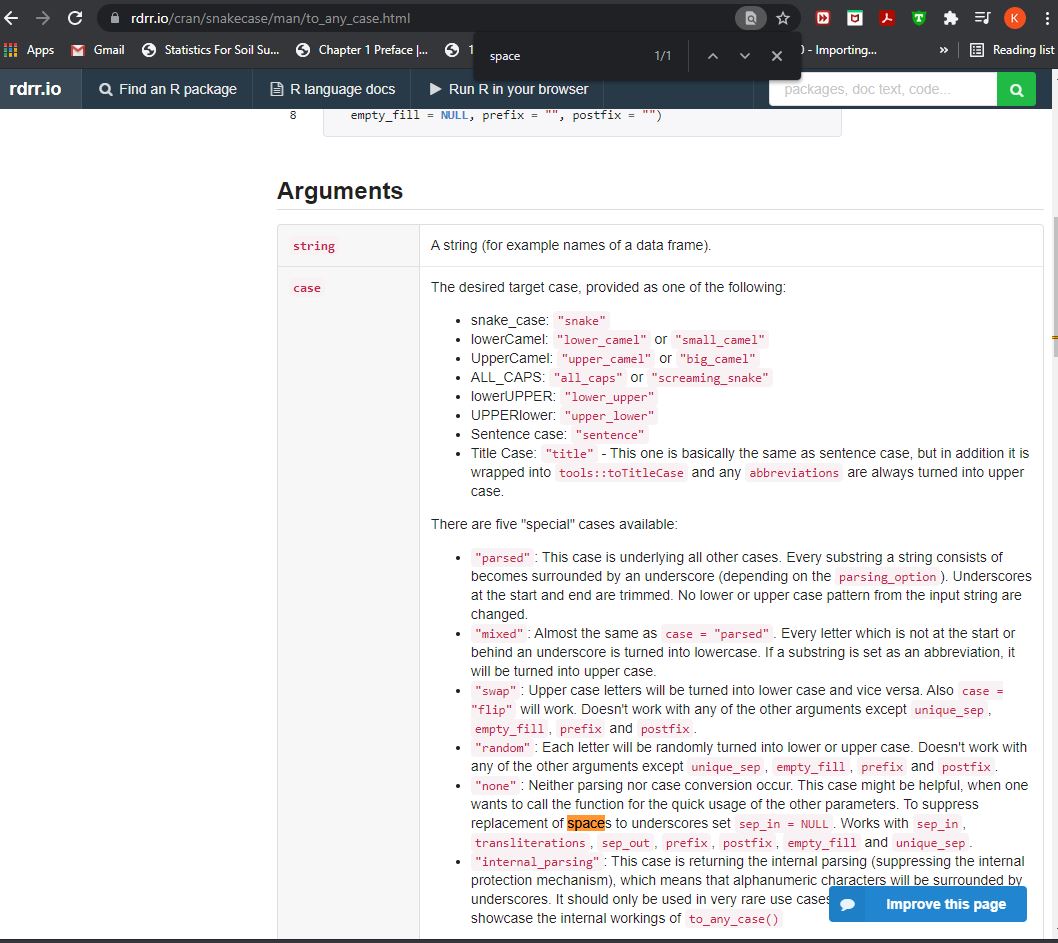 rdrr.io/cran/snakecase/man/to_any_case.html
K
Apps
Gmail
Statistics For Soil Su...
Chapter 1 Preface |...
1
0 - Importing...
»
Reading list
space
1/1
rdrr.io
Find an R package
R language docs
Run R in your browser
packages, doc text, code...
8 empty_fill = NULL, prefix = "", postfix = "")
Arguments
string
A string (for example names of a data frame).
case
The desired target case, provided as one of the following:
• snake_case: "snake"
• lowerCamel: "lower_camel" or "small_camel"
• UpperCamel: "upper_camel" or "big_camel"
• ALL_CAPS: "all_caps" or "screaming_snake"
• lowerUPPER: "lower_upper"
• UPPERlower: "upper_lower"
• Sentence case: "sentence"
• Title Case: "title" - This one is basically the same as sentence case, but in addition it is
wrapped into tools::toTitleCase and any abbreviations are always turned into upper
case.
There are five "special" cases available:
• "parsed": This case is underlying all other cases. Every substring a string consists of
becomes surrounded by an underscore (depending on the parsing_option). Underscores
at the start and end are trimmed. No lower or upper case pattern from the input string are
changed.
• "mixed": Almost the same as case = "parsed". Every letter which is not at the start or
behind an underscore is turned into lowercase. If a substring is set as an abbreviation, it
will be turned into upper case.
• "swap": Upper case letters will be turned into lower case and vice versa. Also case =
"flip" will work. Doesn't work with any of the other arguments except unique_sep,
empty_fill, prefix and postfix.
• "random": Each letter will be randomly turned into lower or upper case. Doesn't work with
any of the other arguments except unique_sep, empty_fill, prefix and postfix.
• "none": Neither parsing nor case conversion occur. This case might be helpful, when one
wants to call the function for the quick usage of the other parameters. To suppress
replacement of spaces to underscores set sep_in = NULL. Works with sep_in,
transliterations, sep_out, prefix, postfix, empty_fill and unique_sep.
• "internal_parsing": This case is returning the internal parsing (suppressing the internal
protection mechanism), which means that alphanumeric characters will be surrounded by
underscores. It should only be used in very rare use cases
showcase the internal workings of to_any_case()
Improve this page